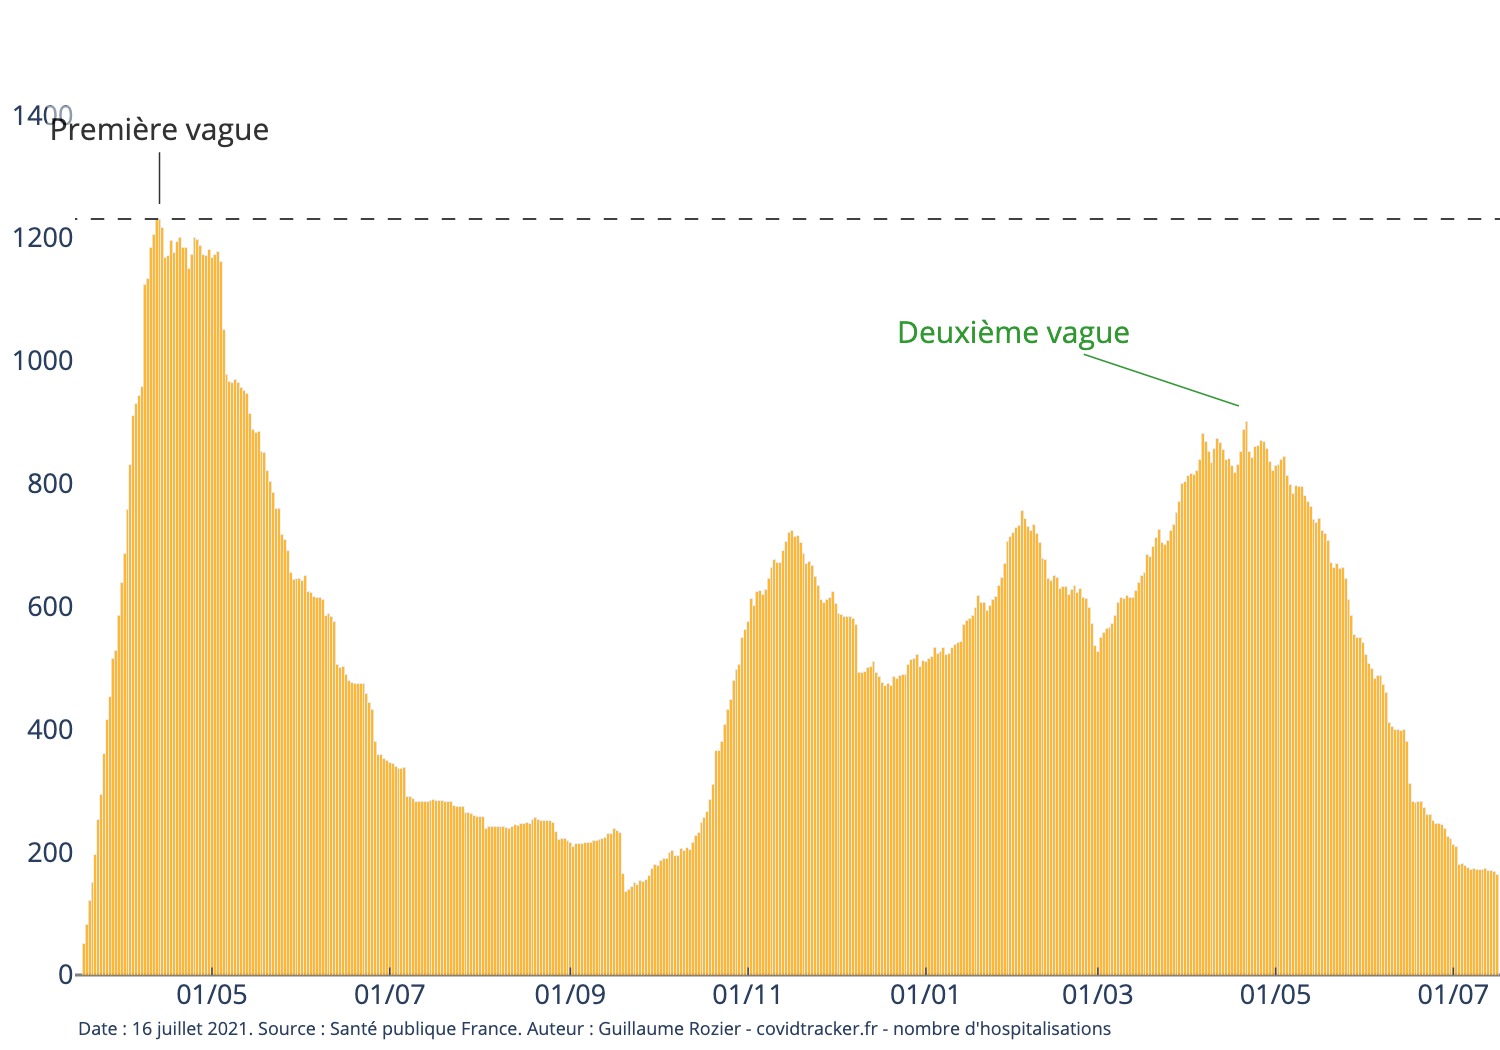 1400
Première vague
1200
Deuxième vague
1000
800
600
400
200
0
01/05 01/07 01/09 01/11 01/01 01/03 01/05 01/07
Date : 16 juillet 2021. Source : Santé publique France. Auteur : Guillaume Rozier - covidtracker.fr - nombre d'hospitalisations